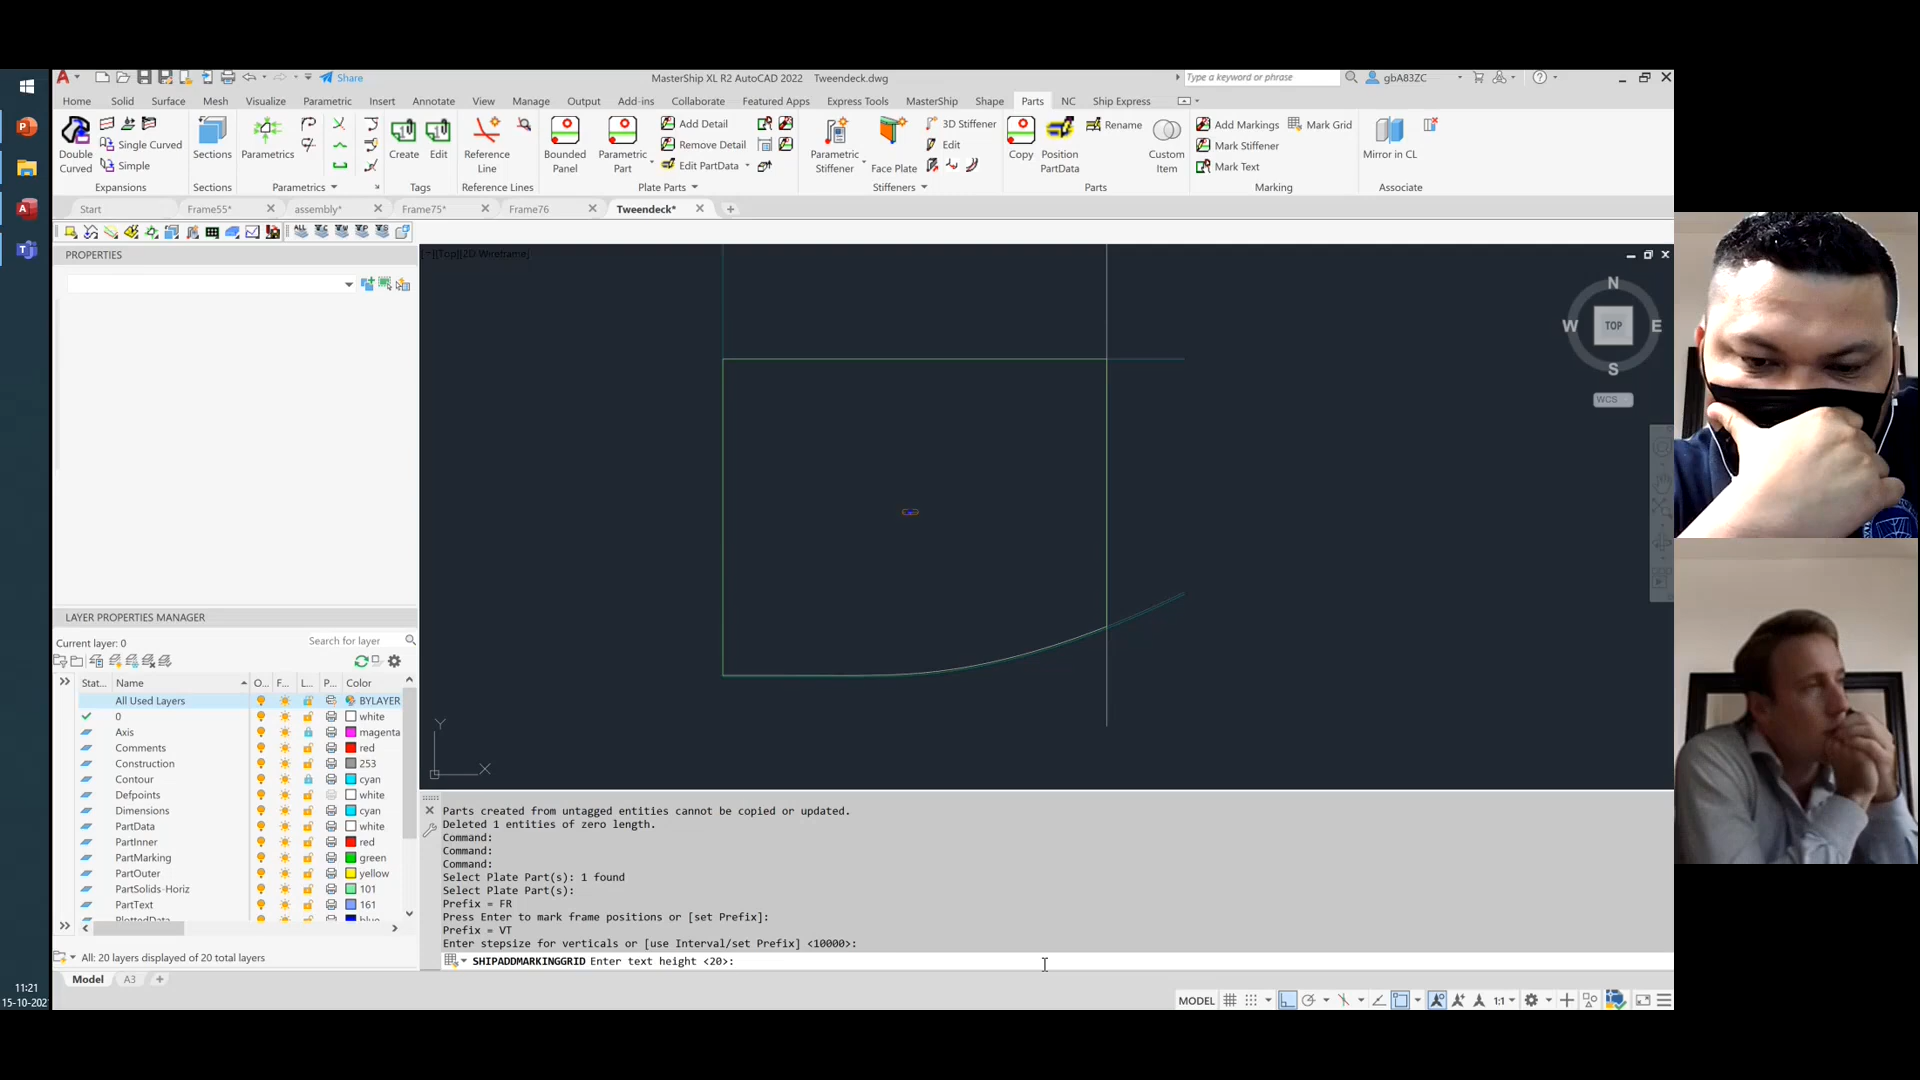 Share
MasterShip XL R2 AutoCAD 2022 Tweendeck.dwg
Type a keyword or phrase
gbA83ZC
Home Solid Surface Mesh Visualize Parametric Insert Annotate View Manage Output Add-ins Collaborate Featured Apps Express Tools MasterShip Shape Parts NC Ship Express
Double Curved
Single Curved
Simple
Sections
Parametrics
Create
Edit
Reference Line
Bounded Panel
Parametric Part
Add Detail
Remove Detail
Edit PartData
Parametric Stiffener
Face Plate
3D Stiffener
Edit
Copy
Position PartData
Rename
Custom Item
Add Markings
Mark Grid
Mark Stiffener
Mark Text
Mirror in CL
Expansions Sections Parametrics Tags Reference Lines Plate Parts Stiffeners Parts Marking Associate
Start Frame55* assembly* Frame75* Frame76 Tweendeck*
ALL
PROPERTIES
[−][Top][2D Wireframe]
N
W TOP E
S
WCS
Y
X
LAYER PROPERTIES MANAGER
Current layer: 0
Search for layer
Stat... Name O... F... L... P... Color
All Used Layers BYLAYER
0 white
Axis magenta
Comments red
Construction 253
Contour cyan
Defpoints white
Dimensions cyan
PartData white
PartInner red
PartMarking green
PartOuter yellow
PartSolids-Horiz 101
PartText 161
PlottedData blue
All: 20 layers displayed of 20 total layers
Parts created from untagged entities cannot be copied or updated.
Deleted 1 entities of zero length.
Command:
Command:
Command:
Select Plate Part(s): 1 found
Select Plate Part(s):
Prefix = FR
Press Enter to mark frame positions or [set Prefix]:
Prefix = VT
Enter stepsize for verticals or [use Interval/set Prefix] <10000>:
SHIPADDMARKINGGRID Enter text height <20>:
Model A3
11:21
15-10-202
MODEL 1:1